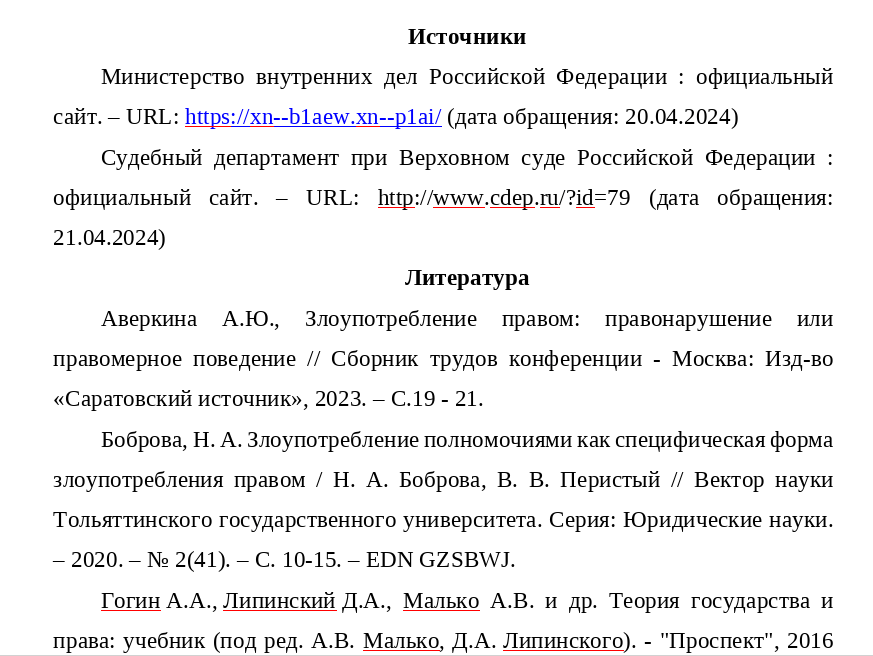 Источники
Министерство внутренних дел Российской Федерации : официальный
сайт. – URL: https://xn--b1aew.xn--p1ai/ (дата обращения: 20.04.2024)
Судебный департамент при Верховном суде Российской Федерации :
официальный сайт. – URL: http://www.cdep.ru/?id=79 (дата обращения:
21.04.2024)
Литература
Аверкина А.Ю., Злоупотребление правом: правонарушение или
правомерное поведение // Сборник трудов конференции - Москва: Изд-во
«Саратовский источник», 2023. – С.19 - 21.
Боброва, Н. А. Злоупотребление полномочиями как специфическая форма
злоупотребления правом / Н. А. Боброва, В. В. Перистый // Вектор науки
Тольяттинского государственного университета. Серия: Юридические науки.
– 2020. – № 2(41). – С. 10-15. – EDN GZSBWJ.
Гогин А.А., Липинский Д.А., Малько А.В. и др. Теория государства и
права: учебник (под ред. А.В. Малько, Д.А. Липинского). - "Проспект", 2016